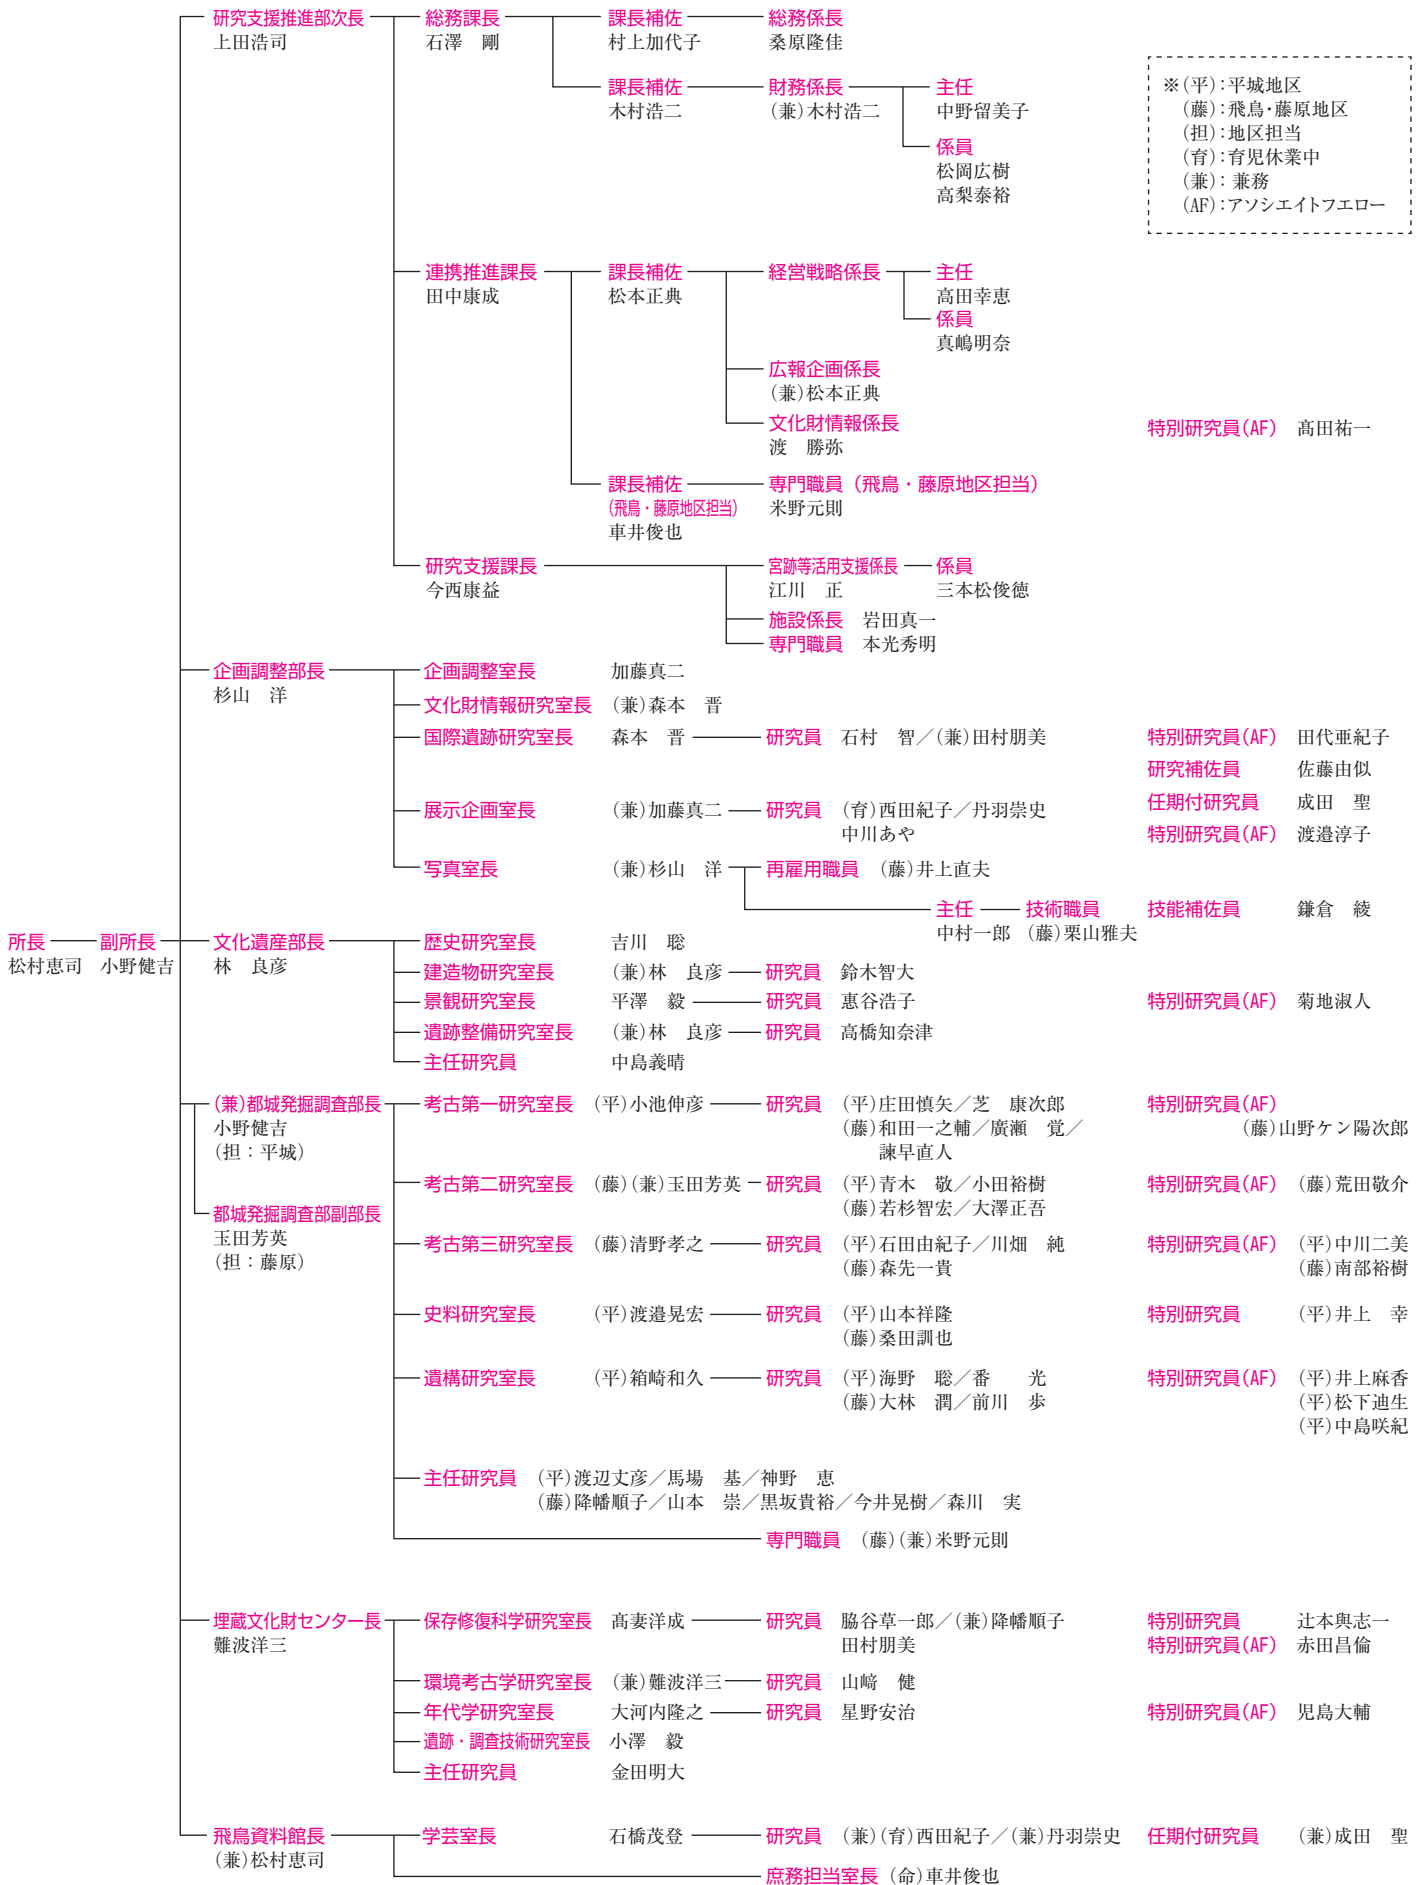 研究支援推進部次長 総務課長 課長補佐 総務係長
上田浩司 石澤　剛 村上加代子 桑原隆佳
課長補佐 財務係長 主任
木村浩二 (兼)木村浩二 中野留美子
係員
松岡広樹
高梨泰裕
※(平)：平城地区
(藤)：飛鳥・藤原地区
(担)：地区担当
(育)：育児休業中
(兼)：兼務
(AF)：アソシエイトフエロー
連携推進課長 課長補佐 経営戦略係長 主任
田中康成 松本正典 高田幸恵
係員
真嶋明奈
広報企画係長
(兼)松本正典
文化財情報係長 特別研究員(AF) 髙田祐一
渡　勝弥
課長補佐 専門職員（飛鳥・藤原地区担当）
(飛鳥・藤原地区担当) 米野元則
車井俊也
研究支援課長 宮跡等活用支援係長 係員
今西康益 江川　正 三本松俊徳
施設係長 岩田真一
専門職員 本光秀明
企画調整部長 企画調整室長 加藤真二
杉山　洋
文化財情報研究室長 (兼)森本　晋
国際遺跡研究室長 森本　晋 研究員 石村　智／(兼)田村朋美 特別研究員(AF) 田代亜紀子
研究補佐員 佐藤由似
任期付研究員 成田　聖
展示企画室長 (兼)加藤真二 研究員 (育)西田紀子／丹羽崇史
中川あや 特別研究員(AF) 渡邉淳子
写真室長 (兼)杉山　洋 再雇用職員 (藤)井上直夫
主任 技術職員 技能補佐員 鎌倉　綾
中村一郎 (藤)栗山雅夫
所長 副所長 文化遺産部長 歴史研究室長 吉川　聡
松村恵司 小野健吉 林　良彦
建造物研究室長 (兼)林　良彦 研究員 鈴木智大
景観研究室長 平澤　毅 研究員 惠谷浩子 特別研究員(AF) 菊地淑人
遺跡整備研究室長 (兼)林　良彦 研究員 高橋知奈津
主任研究員 中島義晴
(兼)都城発掘調査部長 考古第一研究室長 (平)小池伸彦 研究員 (平)庄田慎矢／芝　康次郎 特別研究員(AF)
小野健吉 (藤)和田一之輔／廣瀬　覚／ (藤)山野ケン陽次郎
(担：平城) 諫早直人
考古第二研究室長 (藤)(兼)玉田芳英 研究員 (平)青木　敬／小田裕樹 特別研究員(AF) (藤)荒田敬介
(藤)若杉智宏／大澤正吾
都城発掘調査部副部長
玉田芳英
(担：藤原)
考古第三研究室長 (藤)清野孝之 研究員 (平)石田由紀子／川畑　純 特別研究員(AF) (平)中川二美
(藤)森先一貴 (藤)南部裕樹
史料研究室長 (平)渡邉晃宏 研究員 (平)山本祥隆 特別研究員 (平)井上　幸
(藤)桑田訓也
遺構研究室長 (平)箱崎和久 研究員 (平)海野　聡／番　　光 特別研究員(AF) (平)井上麻香
(藤)大林　潤／前川　歩 (平)松下迪生
(平)中島咲紀
主任研究員 (平)渡辺丈彦／馬場　基／神野　恵
(藤)降幡順子／山本　崇／黒坂貴裕／今井晃樹／森川　実
専門職員 (藤)(兼)米野元則
埋蔵文化財センター長 保存修復科学研究室長 髙妻洋成 研究員 脇谷草一郎／(兼)降幡順子 特別研究員 辻本與志一
難波洋三 田村朋美 特別研究員(AF) 赤田昌倫
環境考古学研究室長 (兼)難波洋三 研究員 山﨑　健
年代学研究室長 大河内隆之 研究員 星野安治 特別研究員(AF) 児島大輔
遺跡・調査技術研究室長 小澤　毅
主任研究員 金田明大
飛鳥資料館長 学芸室長 石橋茂登 研究員 (兼)(育)西田紀子／(兼)丹羽崇史 任期付研究員 (兼)成田　聖
(兼)松村恵司
庶務担当室長 (命)車井俊也